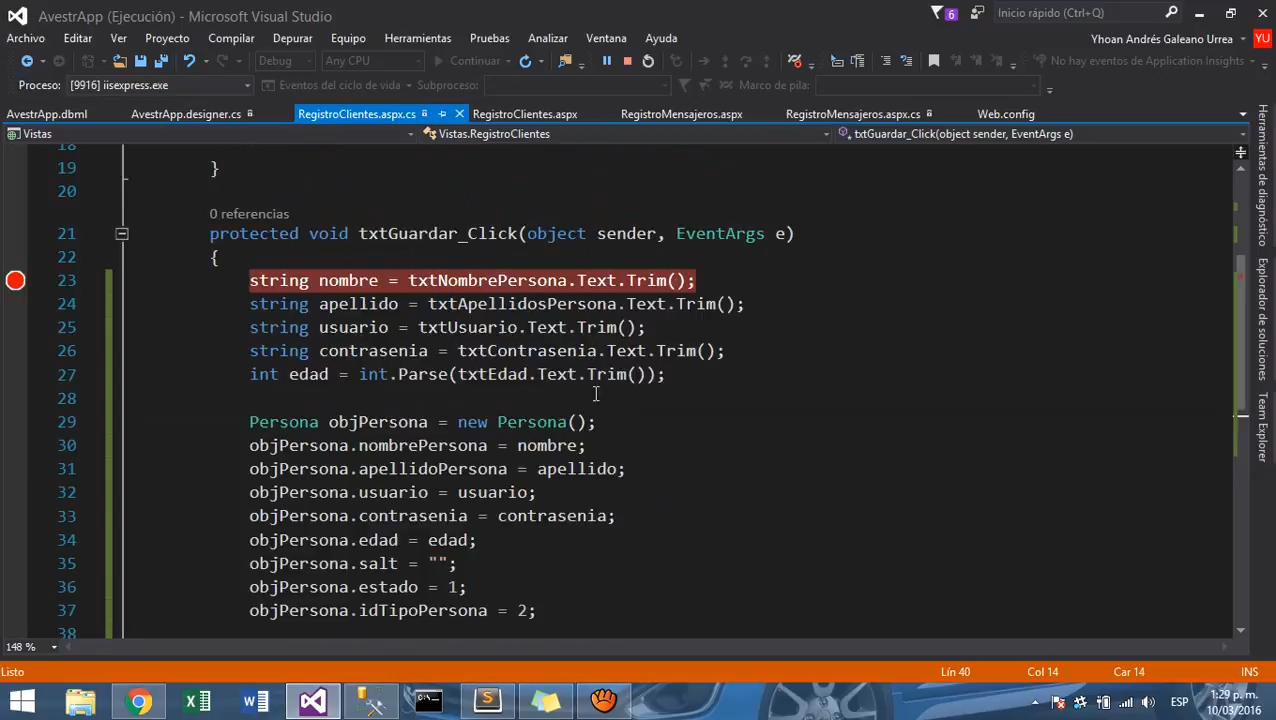 AvestrApp (Ejecución) - Microsoft Visual Studio
6
Inicio rápido (Ctrl+Q)
Archivo Editar Ver Proyecto Compilar Depurar Equipo Herramientas Pruebas Analizar Ventana Ayuda
Yhoan Andrés Galeano Urrea YU
Debug Any CPU Continuar
Proceso: [9916] iisexpress.exe Eventos del ciclo de vida Subproceso: Marco de pila: No hay eventos de Application Insights
AvestrApp.dbml AvestrApp.designer.cs RegistroClientes.aspx.cs RegistroClientes.aspx RegistroMensajeros.aspx RegistroMensajeros.aspx.cs Web.config
Vistas Vistas.RegistroClientes txtGuardar_Click(object sender, EventArgs e)
18
19 }
20
0 referencias
21 protected void txtGuardar_Click(object sender, EventArgs e)
22 {
23 string nombre = txtNombrePersona.Text.Trim();
24 string apellido = txtApellidosPersona.Text.Trim();
25 string usuario = txtUsuario.Text.Trim();
26 string contrasenia = txtContrasenia.Text.Trim();
27 int edad = int.Parse(txtEdad.Text.Trim());
28
29 Persona objPersona = new Persona();
30 objPersona.nombrePersona = nombre;
31 objPersona.apellidoPersona = apellido;
32 objPersona.usuario = usuario;
33 objPersona.contrasenia = contrasenia;
34 objPersona.edad = edad;
35 objPersona.salt = "";
36 objPersona.estado = 1;
37 objPersona.idTipoPersona = 2;
38
Herramientas de diagnóstico
Explorador de soluciones
Team Explorer
148 %
Listo Lín 40 Col 14 Car 14 INS
ESP
1:29 p. m.
10/03/2016